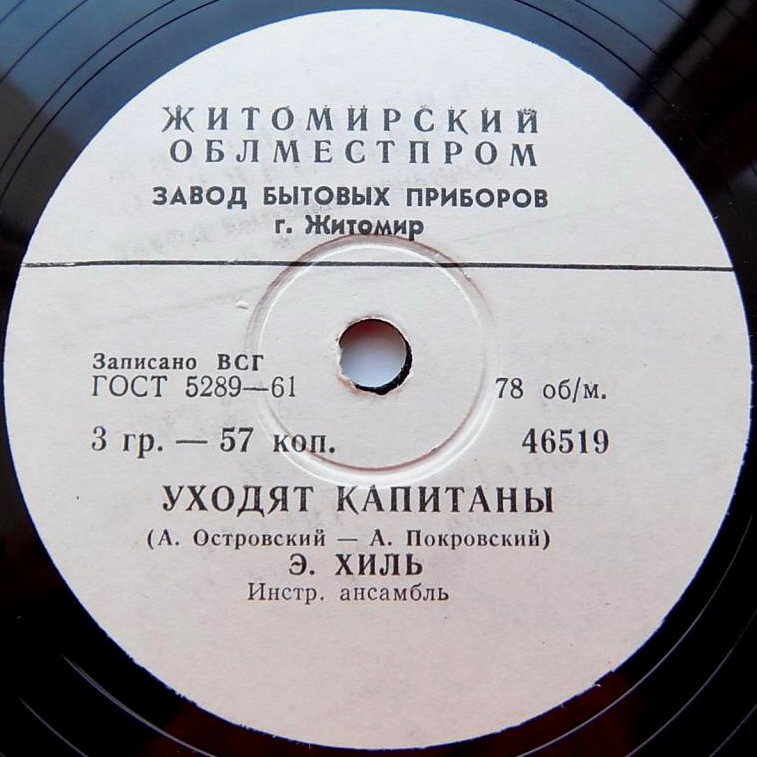 ЖИТОМИРСКИЙ
ОБЛМЕСТПРОМ
ЗАВОД БЫТОВЫХ ПРИБОРОВ
г. Житомир
Записано ВСГ
ГОСТ 5289—61
78 об/м.
3 гр. — 57 коп.
46519
УХОДЯТ КАПИТАНЫ
(А. Островский — А. Покровский)
Э. ХИЛЬ
Инстр. ансамбль